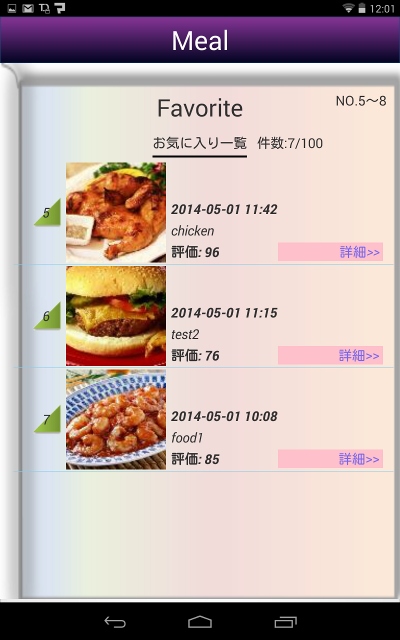 12:01
Meal
NO.5～8
Favorite
お気に入り一覧 件数:7/100
5
2014-05-01 11:42
chicken
評価: 96
詳細>>
6
2014-05-01 11:15
test2
評価: 76
詳細>>
7
2014-05-01 10:08
food1
評価: 85
詳細>>